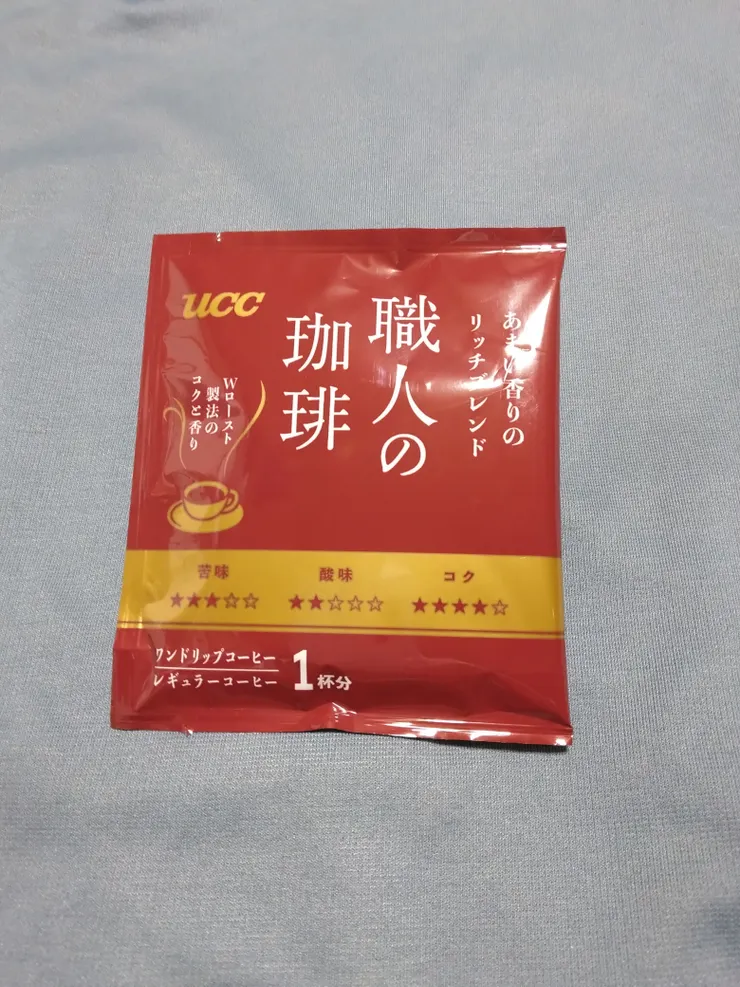 UCC
あまい香りの
リッチブレンド
職人の
珈琲
Wロースト
製法の
コクと香り
苦味
★★★☆☆
酸味
★★☆☆☆
コク
★★★★☆
ワンドリップコーヒー
レギュラーコーヒー
1杯分